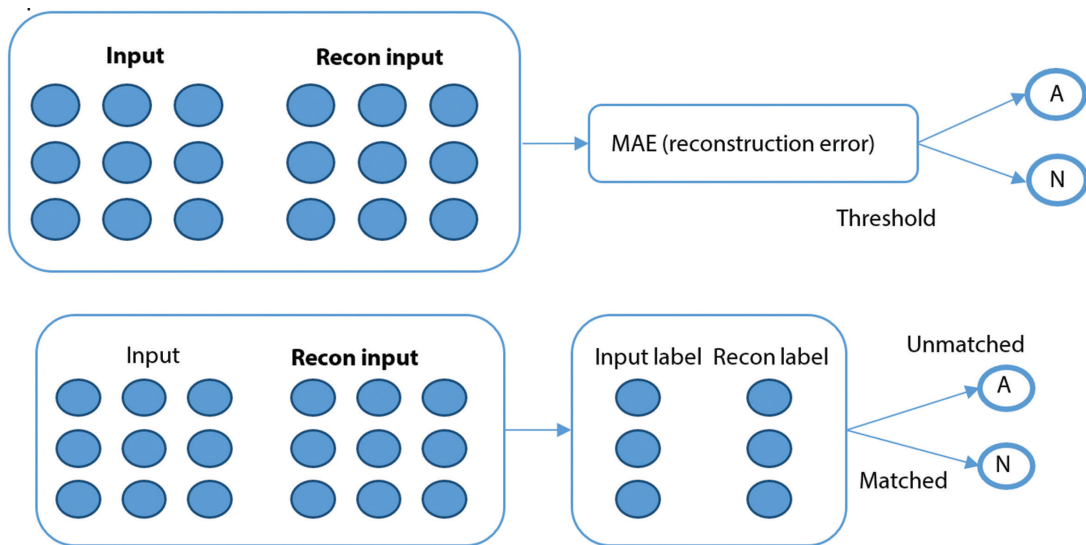 Input
Recon input
MAE (reconstruction error)
A
N
Threshold
Input
Recon input
Input label
Recon label
Unmatched
A
N
Matched